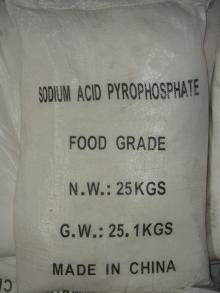 SODIUM ACID PYROPHOSPHATE
FOOD GRADE
N.W.: 25KGS
G.W.: 25.1KGS
MADE IN CHINA